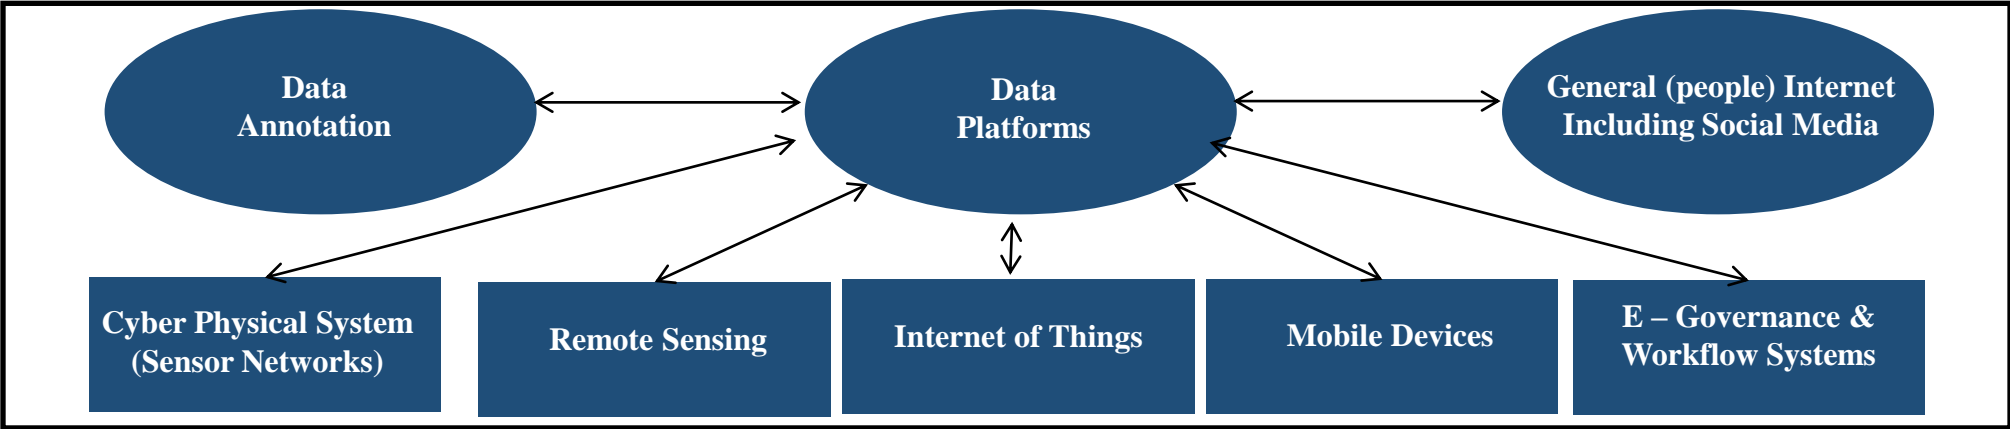 Data
Annotation
Data
Platforms
General (people) Internet
Including Social Media
Cyber Physical System
(Sensor Networks)
Remote Sensing
Internet of Things
Mobile Devices
E – Governance &
Workflow Systems